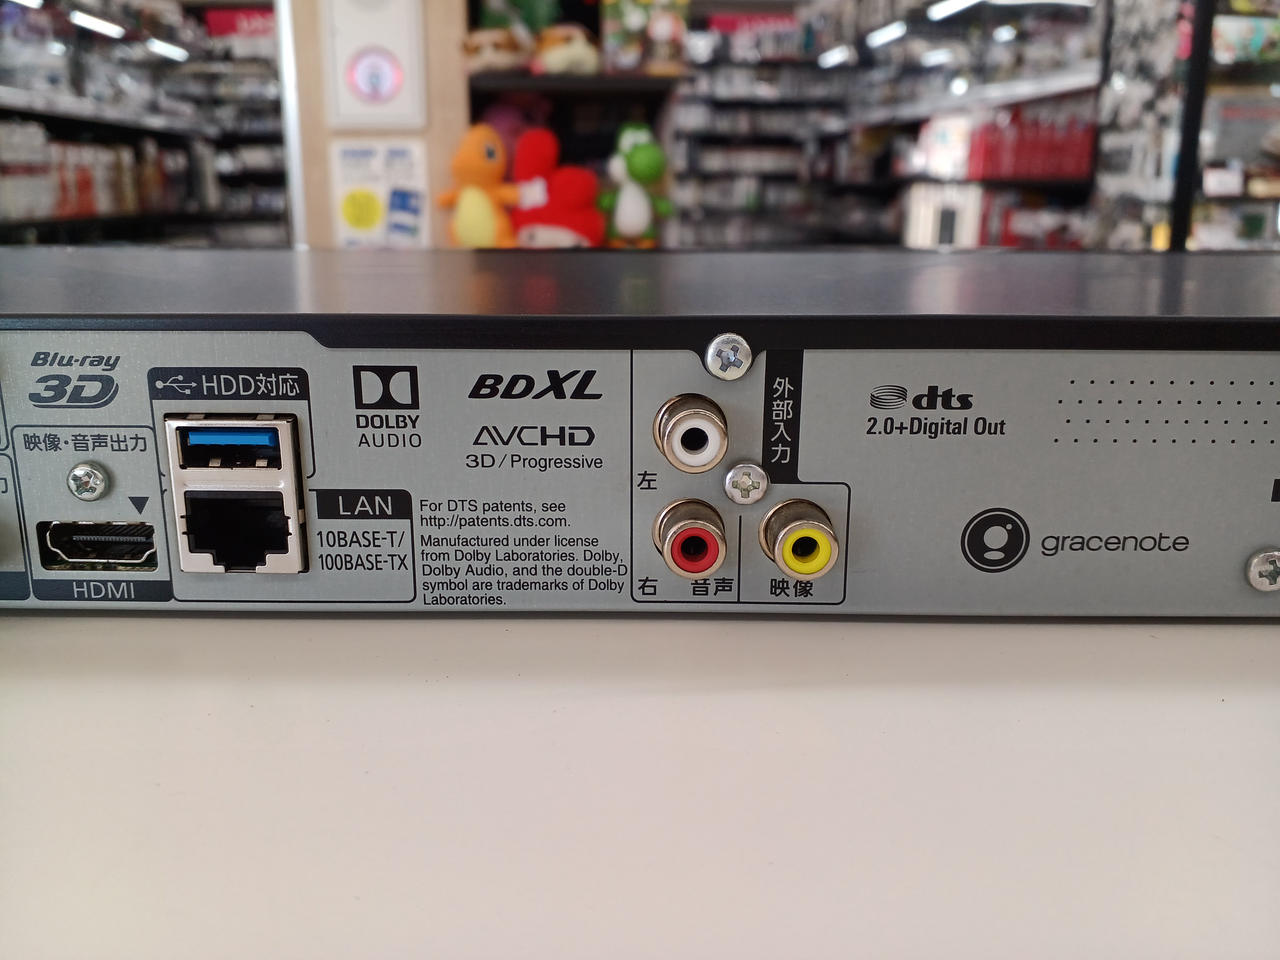 Blu-ray
3D
映像・音声出力
HDMI
HDD対応
LAN
10BASE-T/
100BASE-TX
DOLBY
AUDIO
BDXL
AVCHD
3D/Progressive
For DTS patents, see
http://patents.dts.com.
Manufactured under license
from Dolby Laboratories. Dolby,
Dolby Audio, and the double-D
symbol are trademarks of Dolby
Laboratories.
外部入力
左
右 音声
映像
dts
2.0+Digital Out
gracenote